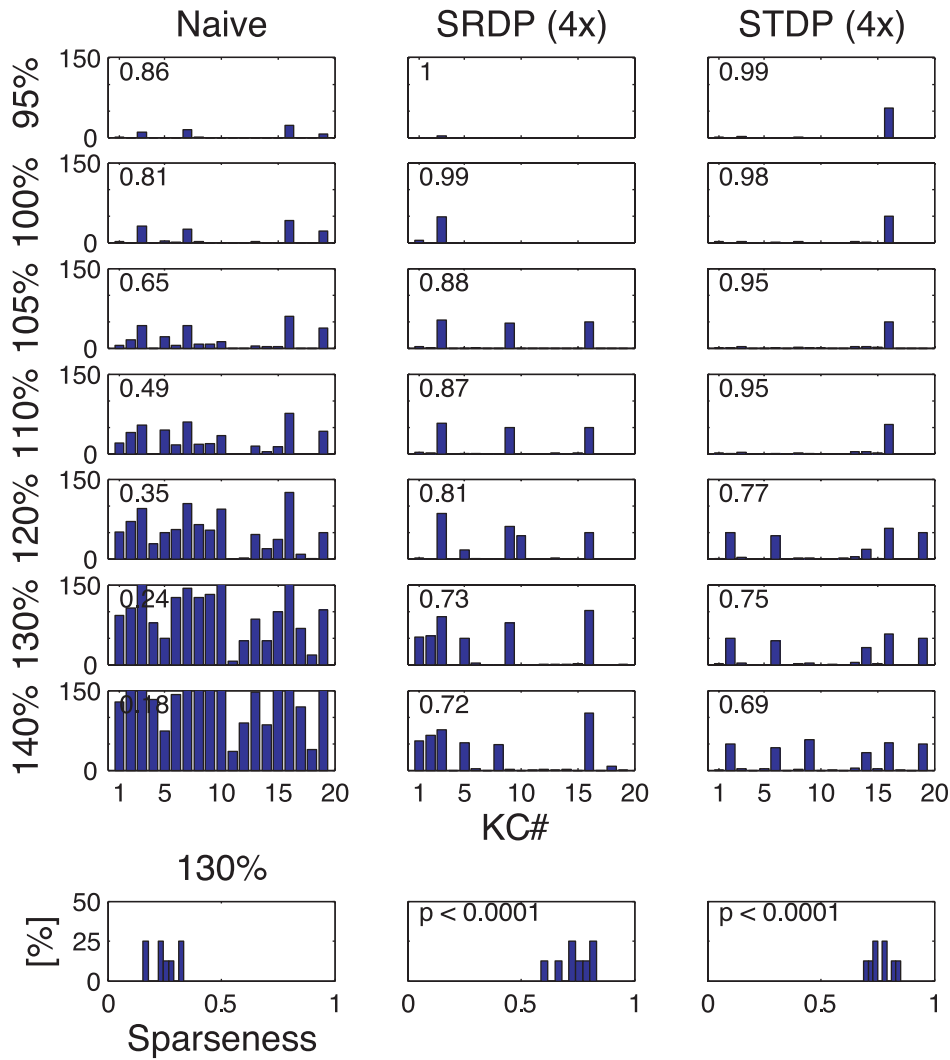 Naive SRDP (4x) STDP (4x)
95% 150 0 0.86 1 0.99
100% 150 0 0.81 0.99 0.98
105% 150 0 0.65 0.88 0.95
110% 150 0 0.49 0.87 0.95
120% 150 0 0.35 0.81 0.77
130% 150 0 0.24 0.73 0.75
140% 150 0 0.18 0.72 0.69
1 5 10 15 20 1 5 10 15 20 1 5 10 15 20
KC#
130%
[%] 50 25 0 p < 0.0001 p < 0.0001
0 0.5 1 0 0.5 1 0 0.5 1
Sparseness